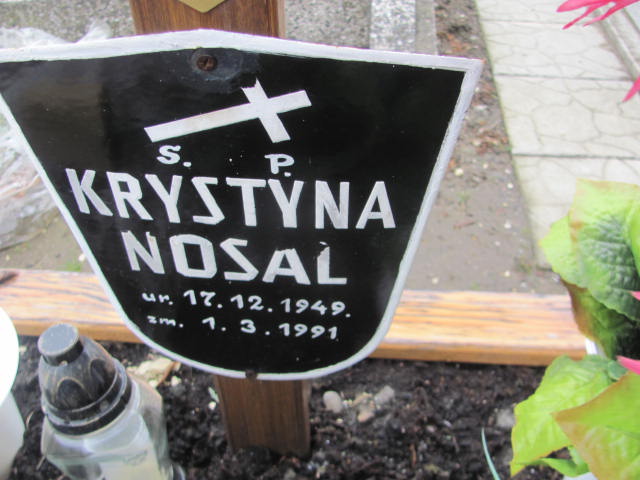 Ś. P.
KRYSTYNA
NOSAL
ur. 17.12.1949.
zm. 1.3.1991